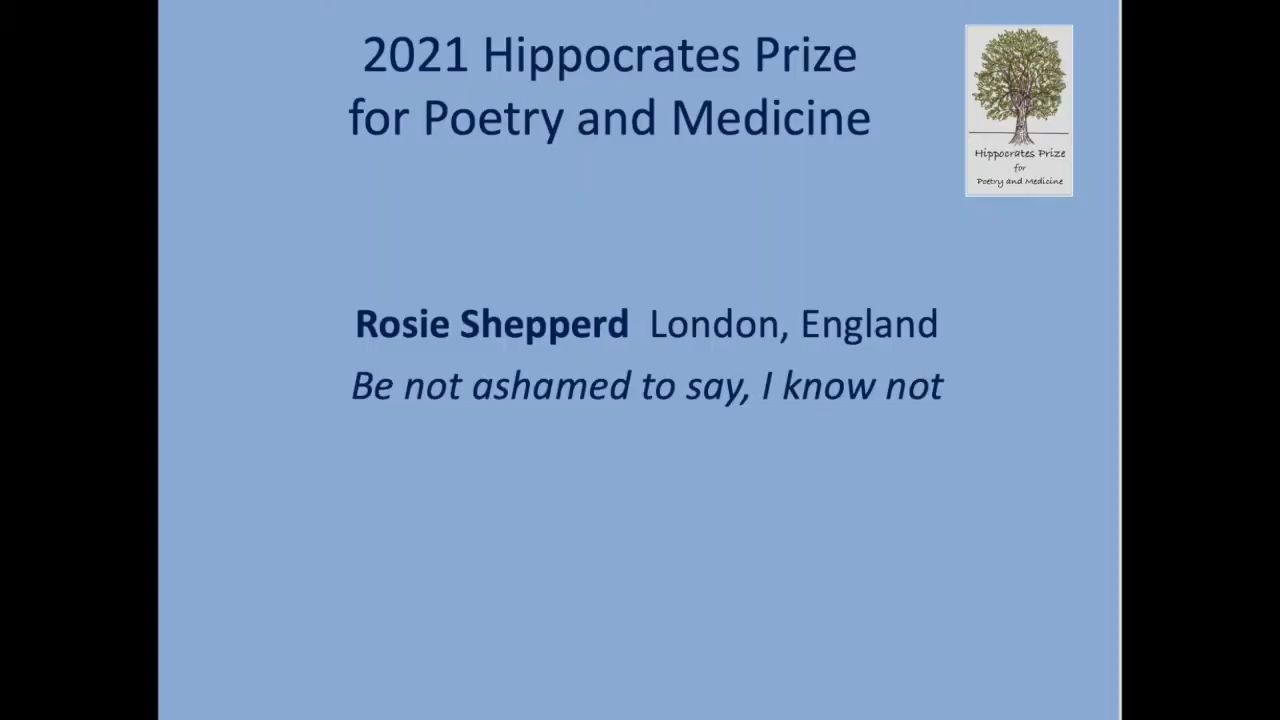 2021 Hippocrates Prize
for Poetry and Medicine
Hippocrates Prize
for
Poetry and Medicine
Rosie Shepperd London, England
Be not ashamed to say, I know not